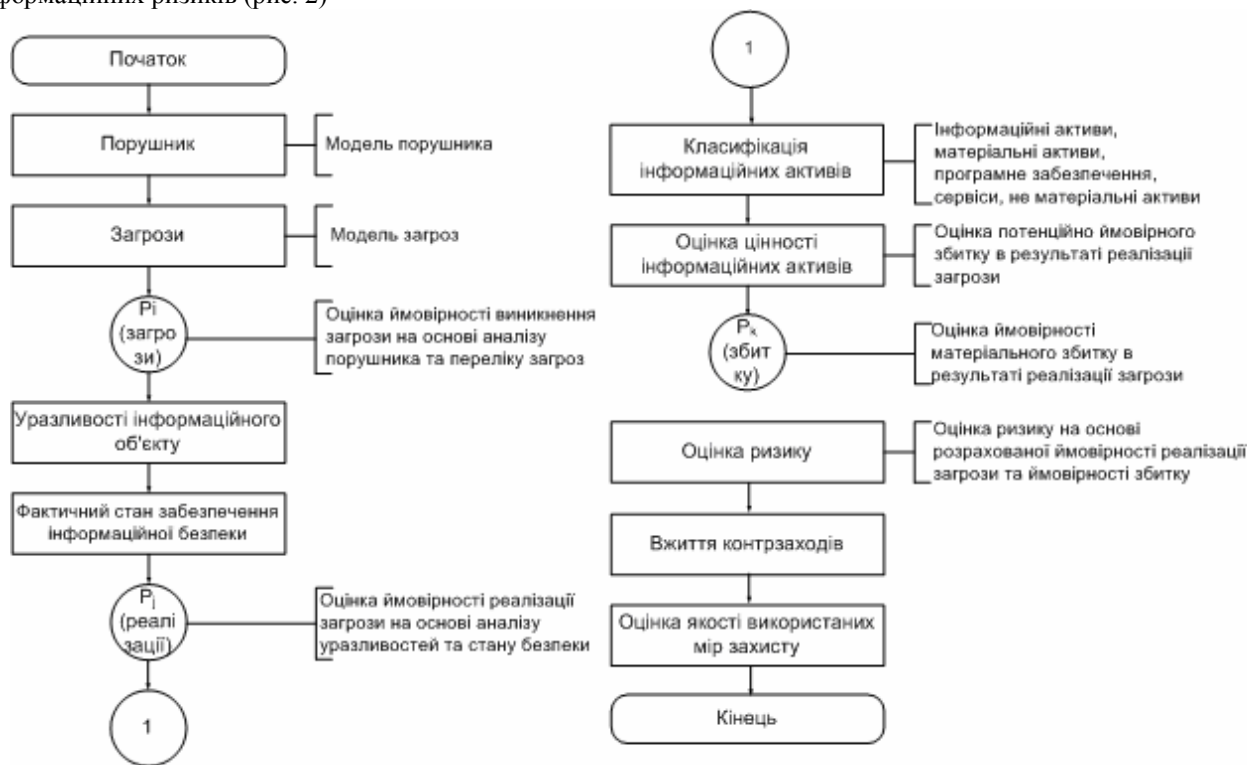 формаційних ризиків (рис. 2)
Початок
Порушник
Модель порушника
Загрози
Модель загроз
Pi
(загро
зи)
Оцінка ймовірності виникнення
загрози на основі аналізу
порушника та переліку загроз
Уразливості інформаційного
об'єкту
Фактичний стан забезпечення
інформаційної безпеки
Pj
(реалі
зації)
Оцінка ймовірності реалізації
загрози на основі аналізу
уразливостей та стану безпеки
1
1
Класифікація
інформаційних активів
Інформаційні активи,
матеріальні активи,
програмне забезпечення,
сервіси, не матеріальні активи
Оцінка цінності
інформаційних активів
Оцінка потенційно ймовірного
збитку в результаті реалізації
загрози
Pk
(збит
ку)
Оцінка ймовірності
матеріального збитку в
результаті реалізації загрози
Оцінка ризику
Оцінка ризику на основі
розрахованої ймовірності реалізації
загрози та ймовірності збитку
Вжиття контрзаходів
Оцінка якості використаних
мір захисту
Кінець